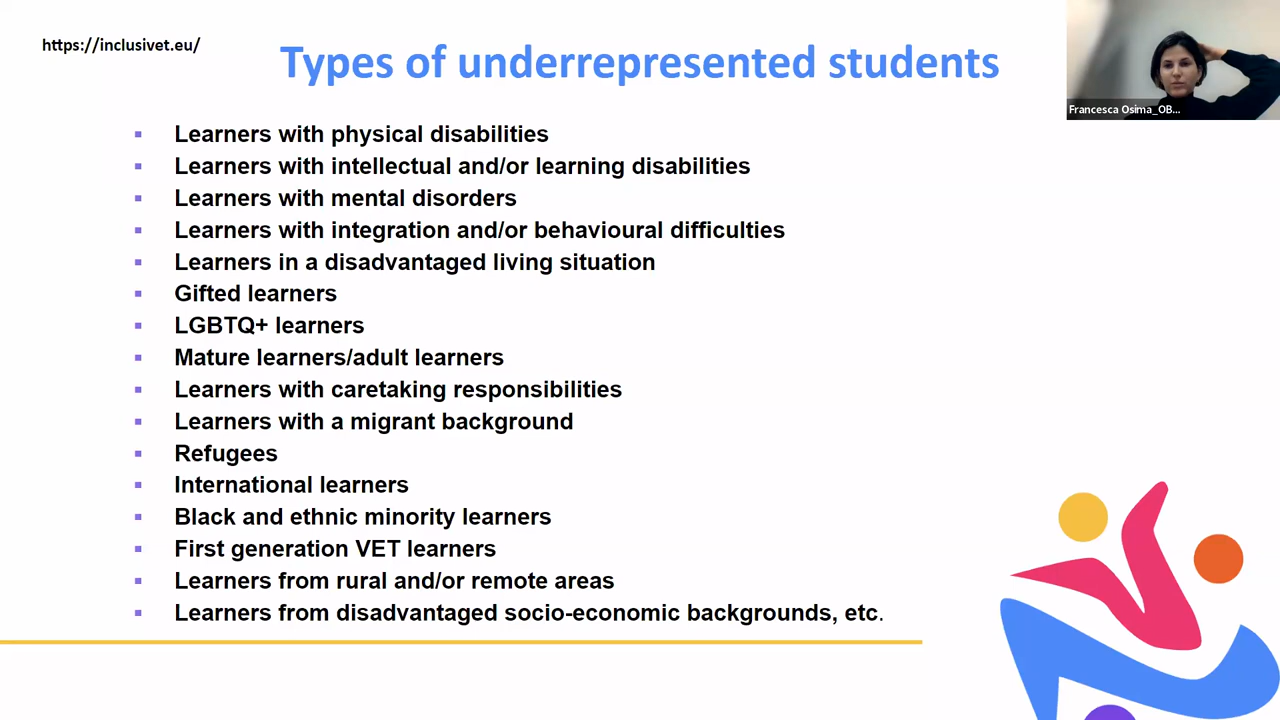 https://inclusivet.eu/
Types of underrepresented students
Francesca Osima_OB...
▪ Learners with physical disabilities
▪ Learners with intellectual and/or learning disabilities
▪ Learners with mental disorders
▪ Learners with integration and/or behavioural difficulties
▪ Learners in a disadvantaged living situation
▪ Gifted learners
▪ LGBTQ+ learners
▪ Mature learners/adult learners
▪ Learners with caretaking responsibilities
▪ Learners with a migrant background
▪ Refugees
▪ International learners
▪ Black and ethnic minority learners
▪ First generation VET learners
▪ Learners from rural and/or remote areas
▪ Learners from disadvantaged socio-economic backgrounds, etc.